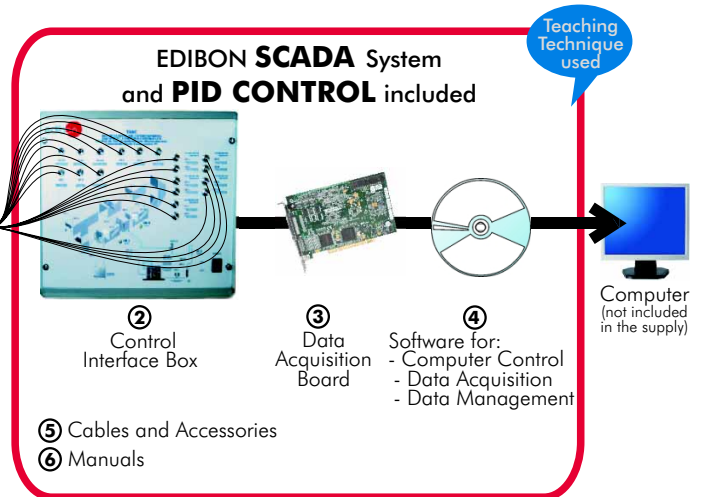 Teaching
Technique
used
EDIBON SCADA System
and PID CONTROL included
2
Control
Interface Box
3
Data
Acquisition
Board
4
Software for:
- Computer Control
- Data Acquisition
- Data Management
Computer
(not included
in the supply)
5 Cables and Accessories
6 Manuals